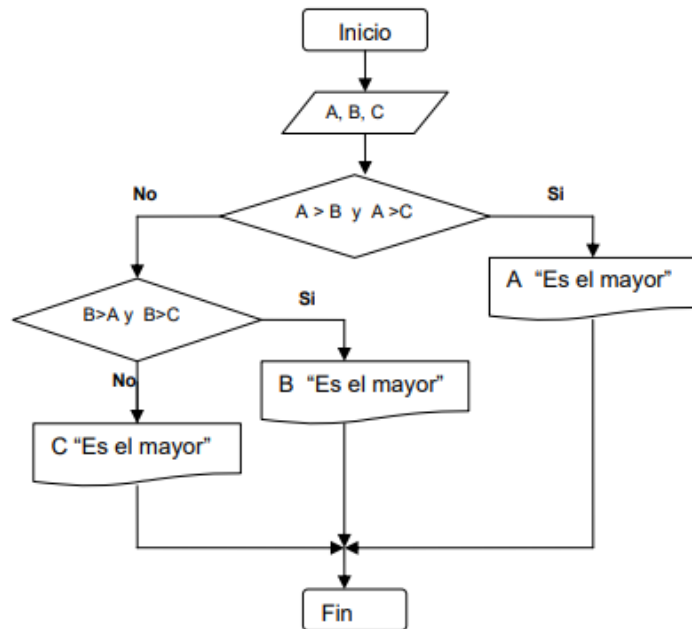 Inicio
A, B, C
No
Si
A > B y A >C
A “Es el mayor”
B>A y B>C
Si
No
B “Es el mayor”
C “Es el mayor”
Fin